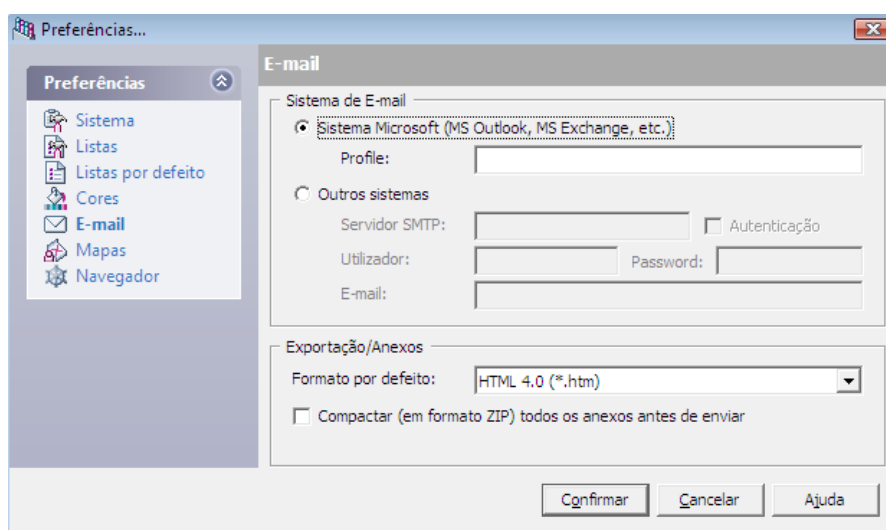 Preferências...
Preferências
Sistema
Listas
Listas por defeito
Cores
E-mail
Mapas
Navegador
E-mail
Sistema de E-mail
Sistema Microsoft (MS Outlook, MS Exchange, etc.)
Profile:
Outros sistemas
Servidor SMTP:
Autenticação
Utilizador:
Password:
E-mail:
Exportação/Anexos
Formato por defeito:
HTML 4.0 (*.htm)
Compactar (em formato ZIP) todos os anexos antes de enviar
Confirmar
Cancelar
Ajuda